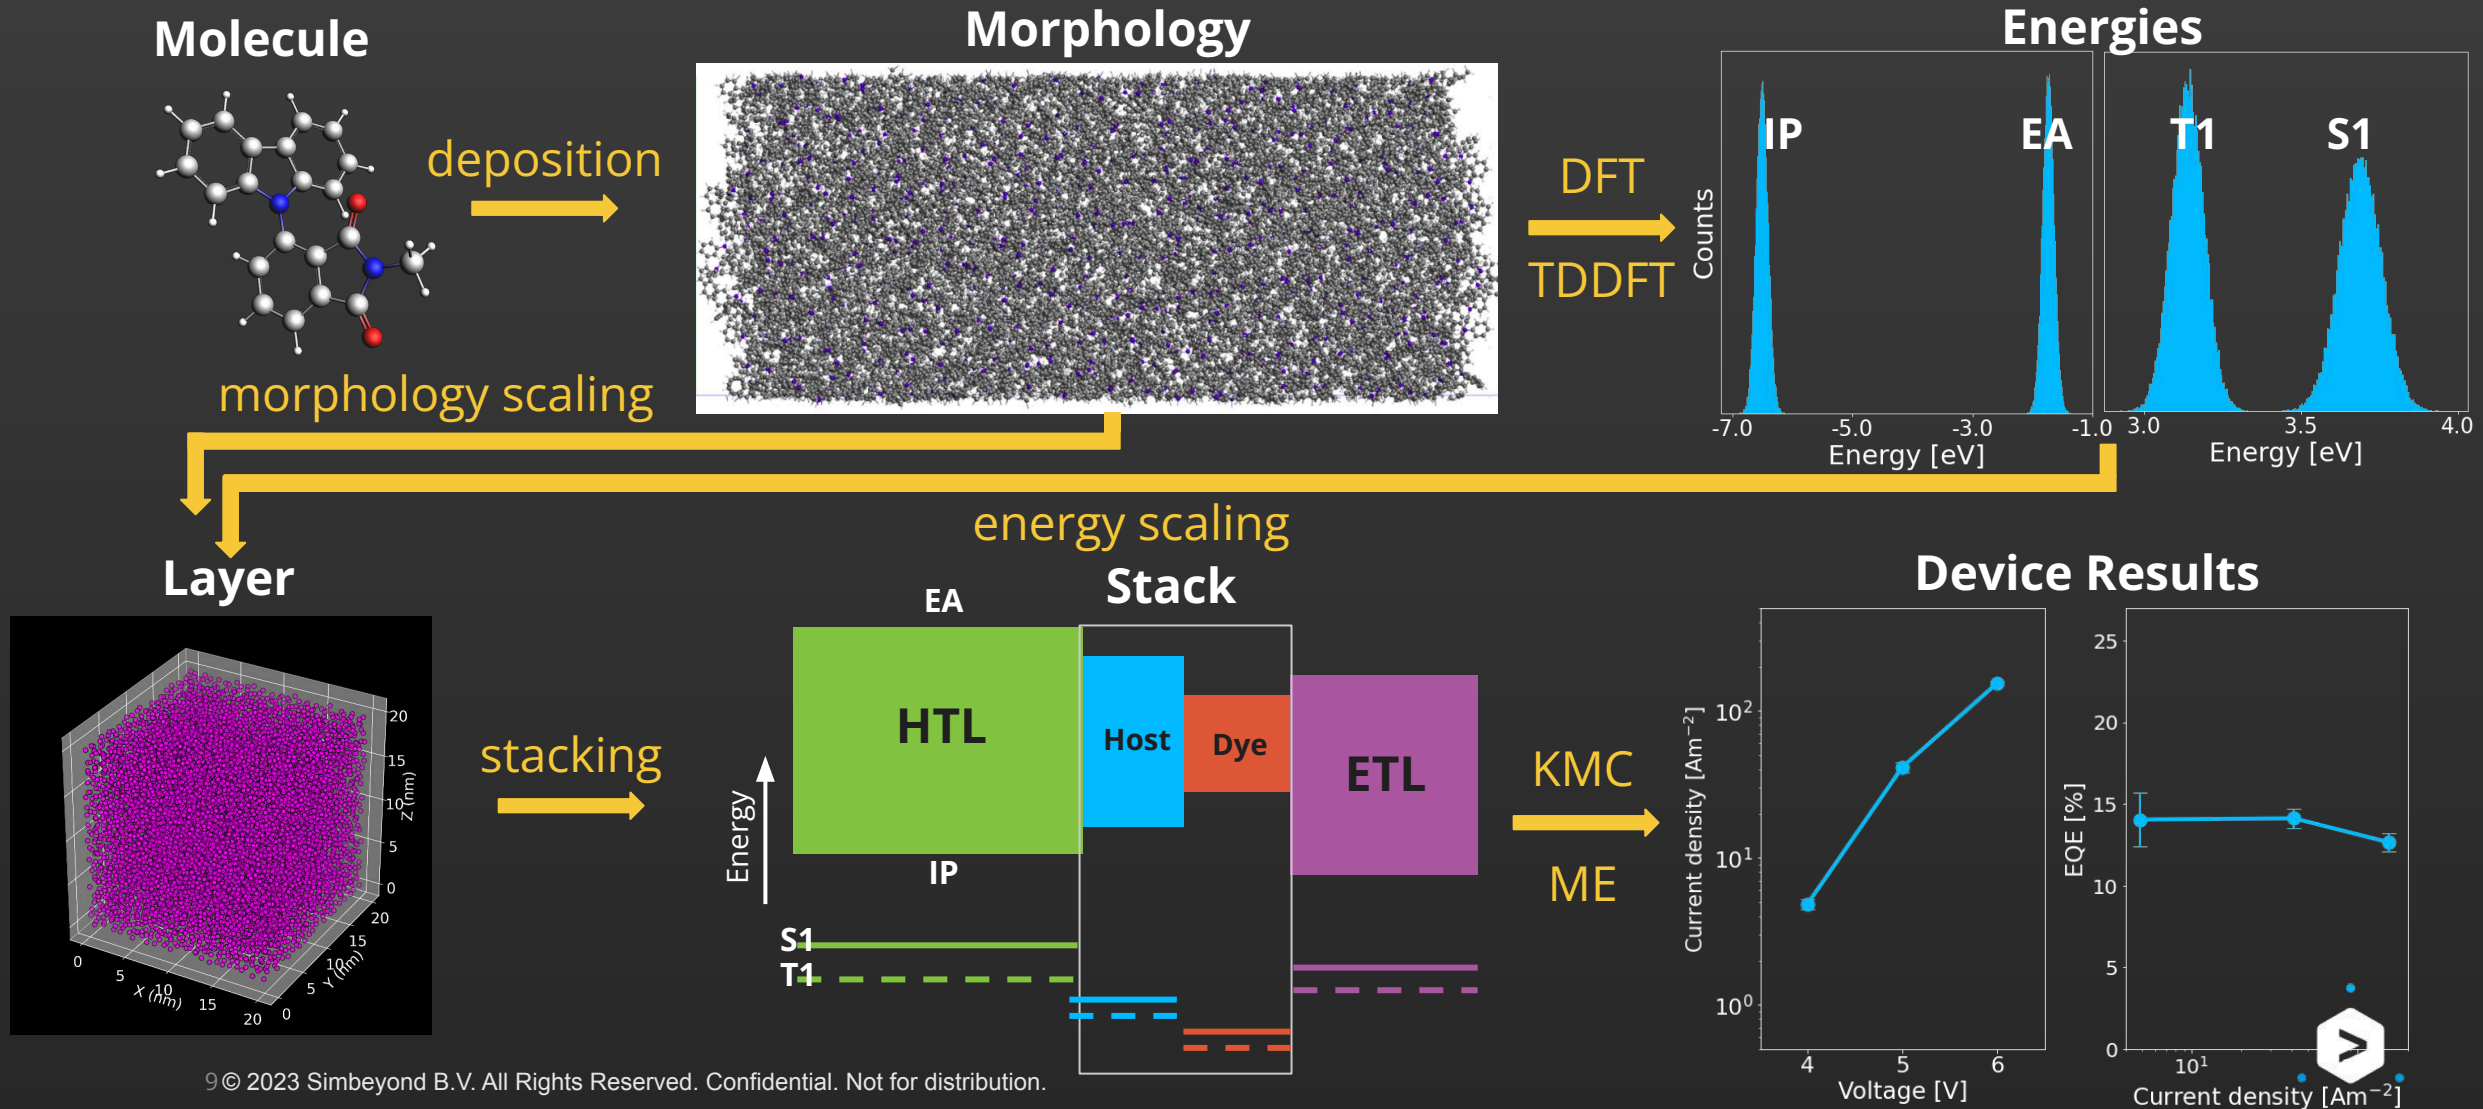 Molecule
Morphology
Energies
deposition
DFT
TDDFT
IP
EA
T1
S1
Counts
-7.0
-5.0
-3.0
-1.0
3.0
3.5
4.0
Energy [eV]
Energy [eV]
morphology scaling
energy scaling
Layer
20
15
10
5
0
Z (nm)
20
15
10
5
0
Y (nm)
0
5
10
15
20
X (nm)
stacking
Stack
EA
HTL
Host
Dye
ETL
IP
Energy
S1
T1
KMC
ME
Device Results
Current density [Am⁻²]
10²
10¹
10⁰
4
5
6
Voltage [V]
EQE [%]
25
20
15
10
5
0
10¹
Current density [Am⁻²]
9 © 2023 Simbeyond B.V. All Rights Reserved. Confidential. Not for distribution.